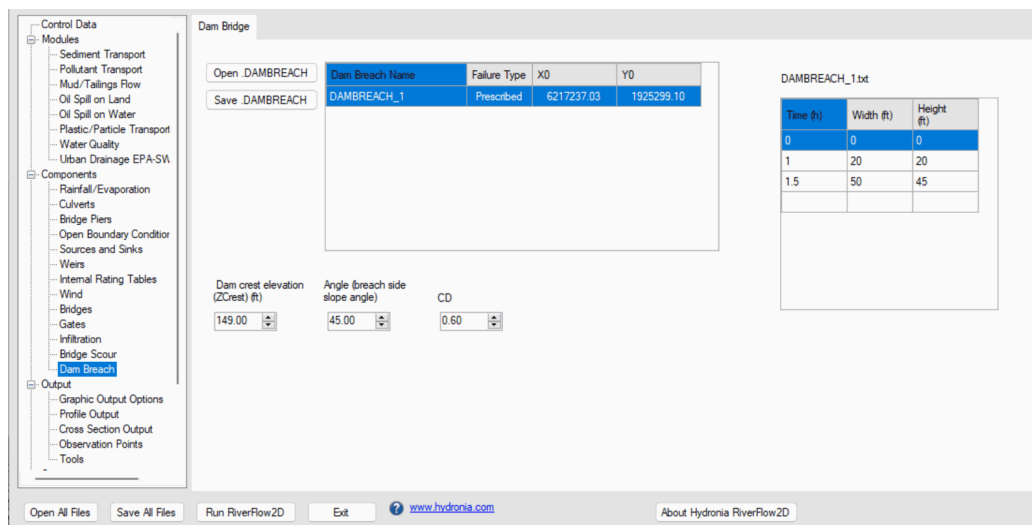 Control Data
Modules
Sediment Transport
Pollutant Transport
Mud/Tailings Flow
Oil Spill on Land
Oil Spill on Water
Plastic/Particle Transport
Water Quality
Urban Drainage EPA-SW
Components
Rainfall/Evaporation
Culverts
Bridge Piers
Open Boundary Condition
Sources and Sinks
Weirs
Internal Rating Tables
Wind
Bridges
Gates
Infiltration
Bridge Scour
Dam Breach
Output
Graphic Output Options
Profile Output
Cross Section Output
Observation Points
Tools
Dam Bridge
Open .DAMBREACH
Save .DAMBREACH
Dam Breach Name Failure Type X0 Y0
DAMBREACH_1 Prescribed 6217237.03 1925299.10
DAMBREACH_1.txt
Time (h) Width (ft) Height
(ft)
0 0 0
1 20 20
1.5 50 45
Dam crest elevation
(ZCrest) (ft)
149.00
Angle (breach side
slope angle)
45.00
CD
0.60
Open All Files Save All Files Run RiverFlow2D Exit ? www.hydronia.com About Hydronia RiverFlow2D